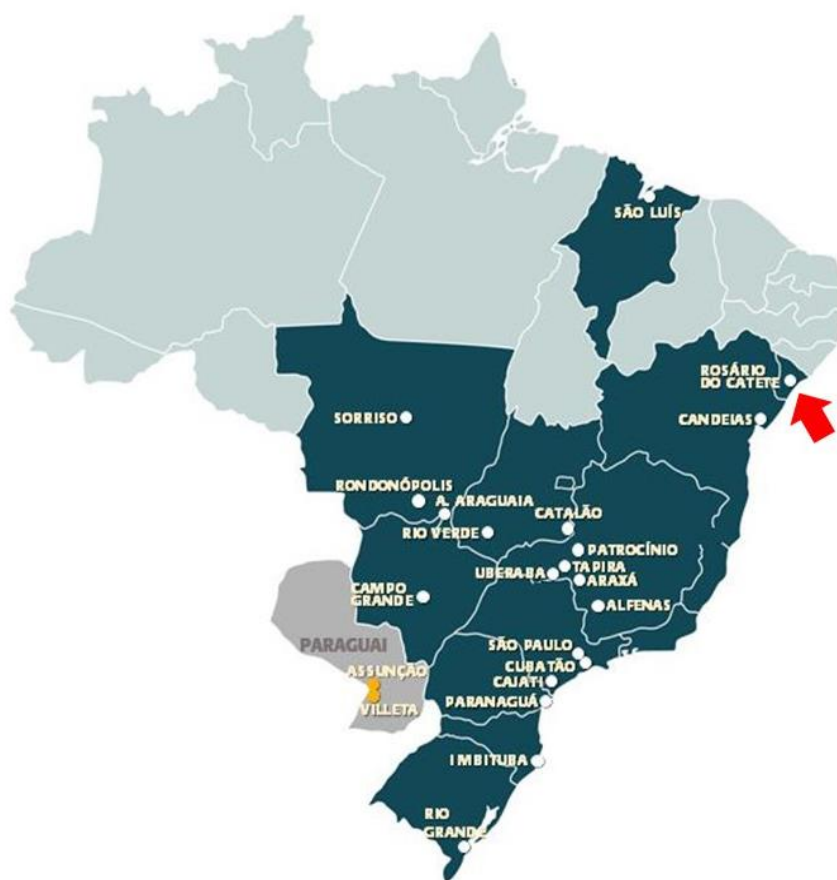 SÃO LUÍS
ROSÁRIO
DO CATETE
CANDEIAS
SORRISO
RONDONÓPOLIS
A. ARAGUAIA
CATALÃO
RIO VERDE
PATROCÍNIO
TAPIRA
UBERABA
ARAXÁ
CAMPO
GRANDE
ALFENAS
PARAGUAI
SÃO PAULO
CUBATÃO
ASSUNÇÃO
CAJATI
PARANAGUÁ
VILLETA
IMBITUBA
RIO
GRANDE